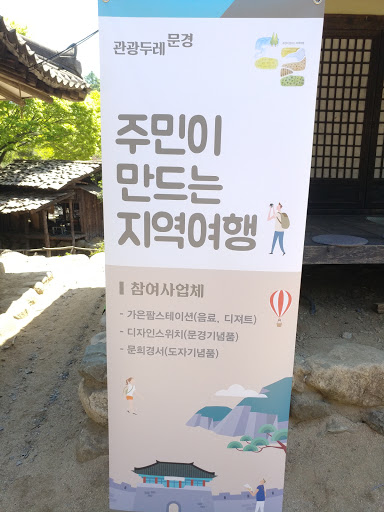 관광두레 문경
주민이
만드는
지역여행
참여사업체
- 가은팜스테이션(음료, 디져트)
- 디자인스위치(문경기념품)
- 문희경서(도자기념품)